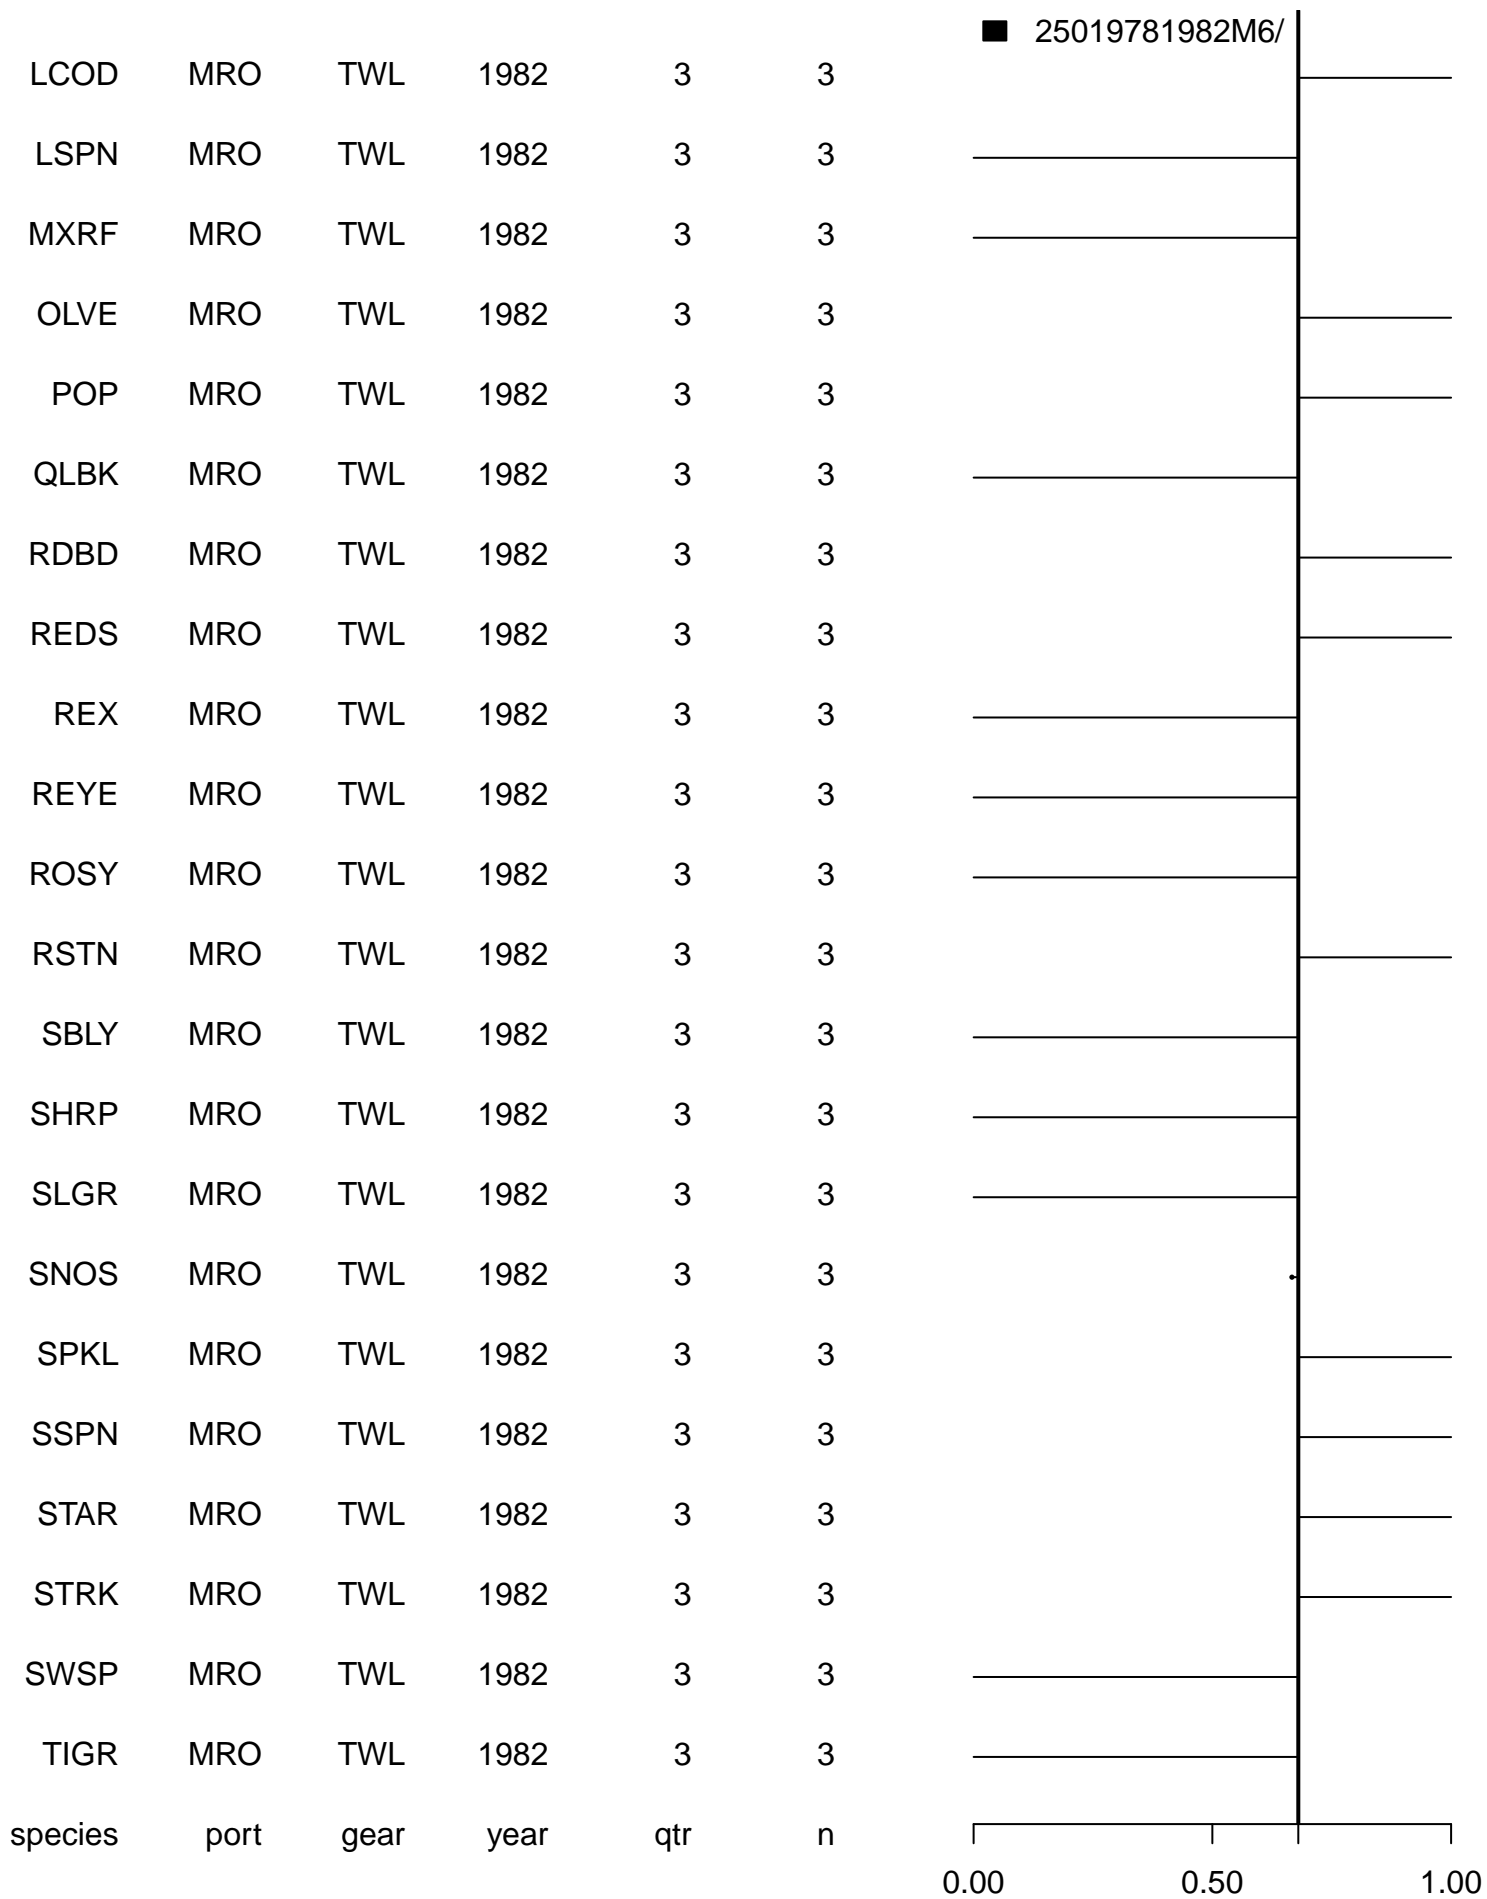 25019781982M6/
LCOD MRO TWL 1982 3 3
LSPN MRO TWL 1982 3 3
MXRF MRO TWL 1982 3 3
OLVE MRO TWL 1982 3 3
POP MRO TWL 1982 3 3
QLBK MRO TWL 1982 3 3
RDBD MRO TWL 1982 3 3
REDS MRO TWL 1982 3 3
REX MRO TWL 1982 3 3
REYE MRO TWL 1982 3 3
ROSY MRO TWL 1982 3 3
RSTN MRO TWL 1982 3 3
SBLY MRO TWL 1982 3 3
SHRP MRO TWL 1982 3 3
SLGR MRO TWL 1982 3 3
SNOS MRO TWL 1982 3 3
SPKL MRO TWL 1982 3 3
SSPN MRO TWL 1982 3 3
STAR MRO TWL 1982 3 3
STRK MRO TWL 1982 3 3
SWSP MRO TWL 1982 3 3
TIGR MRO TWL 1982 3 3
species port gear year qtr n
0.00 0.50 1.00